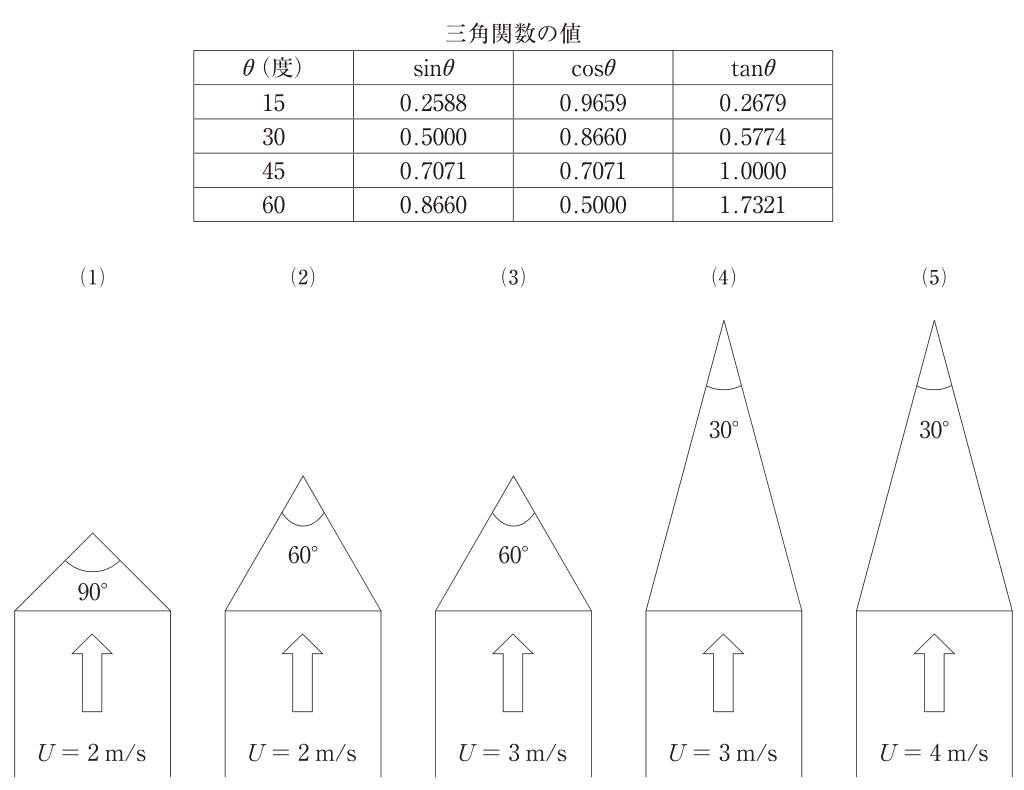 三角関数の値
θ（度） sinθ cosθ tanθ
15 0.2588 0.9659 0.2679
30 0.5000 0.8660 0.5774
45 0.7071 0.7071 1.0000
60 0.8660 0.5000 1.7321
(1) (2) (3) (4) (5)
90° 60° 60° 30° 30°
U = 2 m/s U = 2 m/s U = 3 m/s U = 3 m/s U = 4 m/s